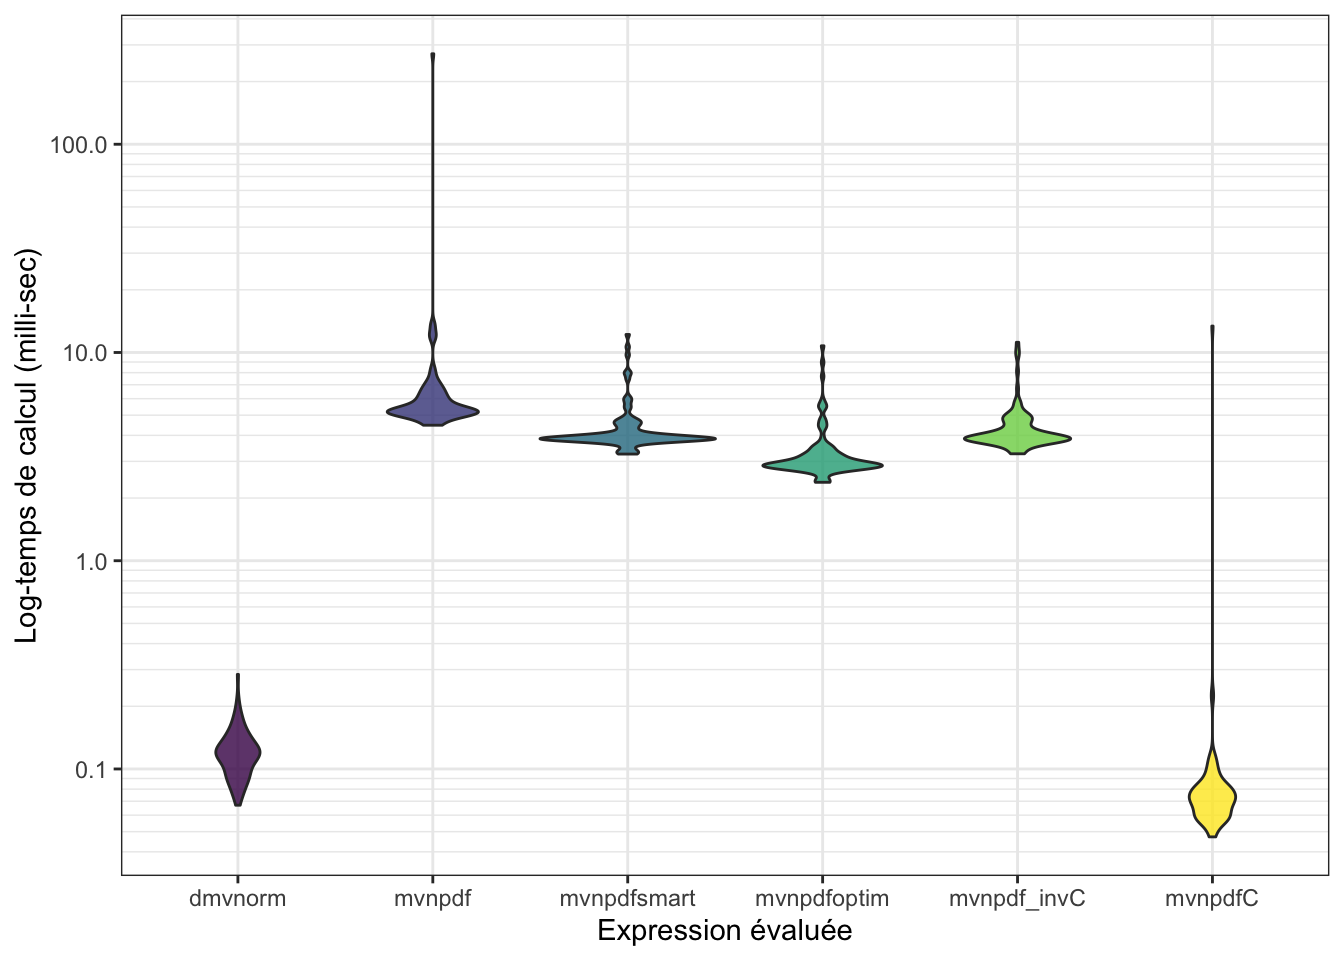 Log-temps de calcul (milli-sec)
100.0
10.0
1.0
0.1
dmvnorm mvnpdf mvnpdfsmart mvnpdfoptim mvnpdf_invC mvnpdfC
Expression évaluée